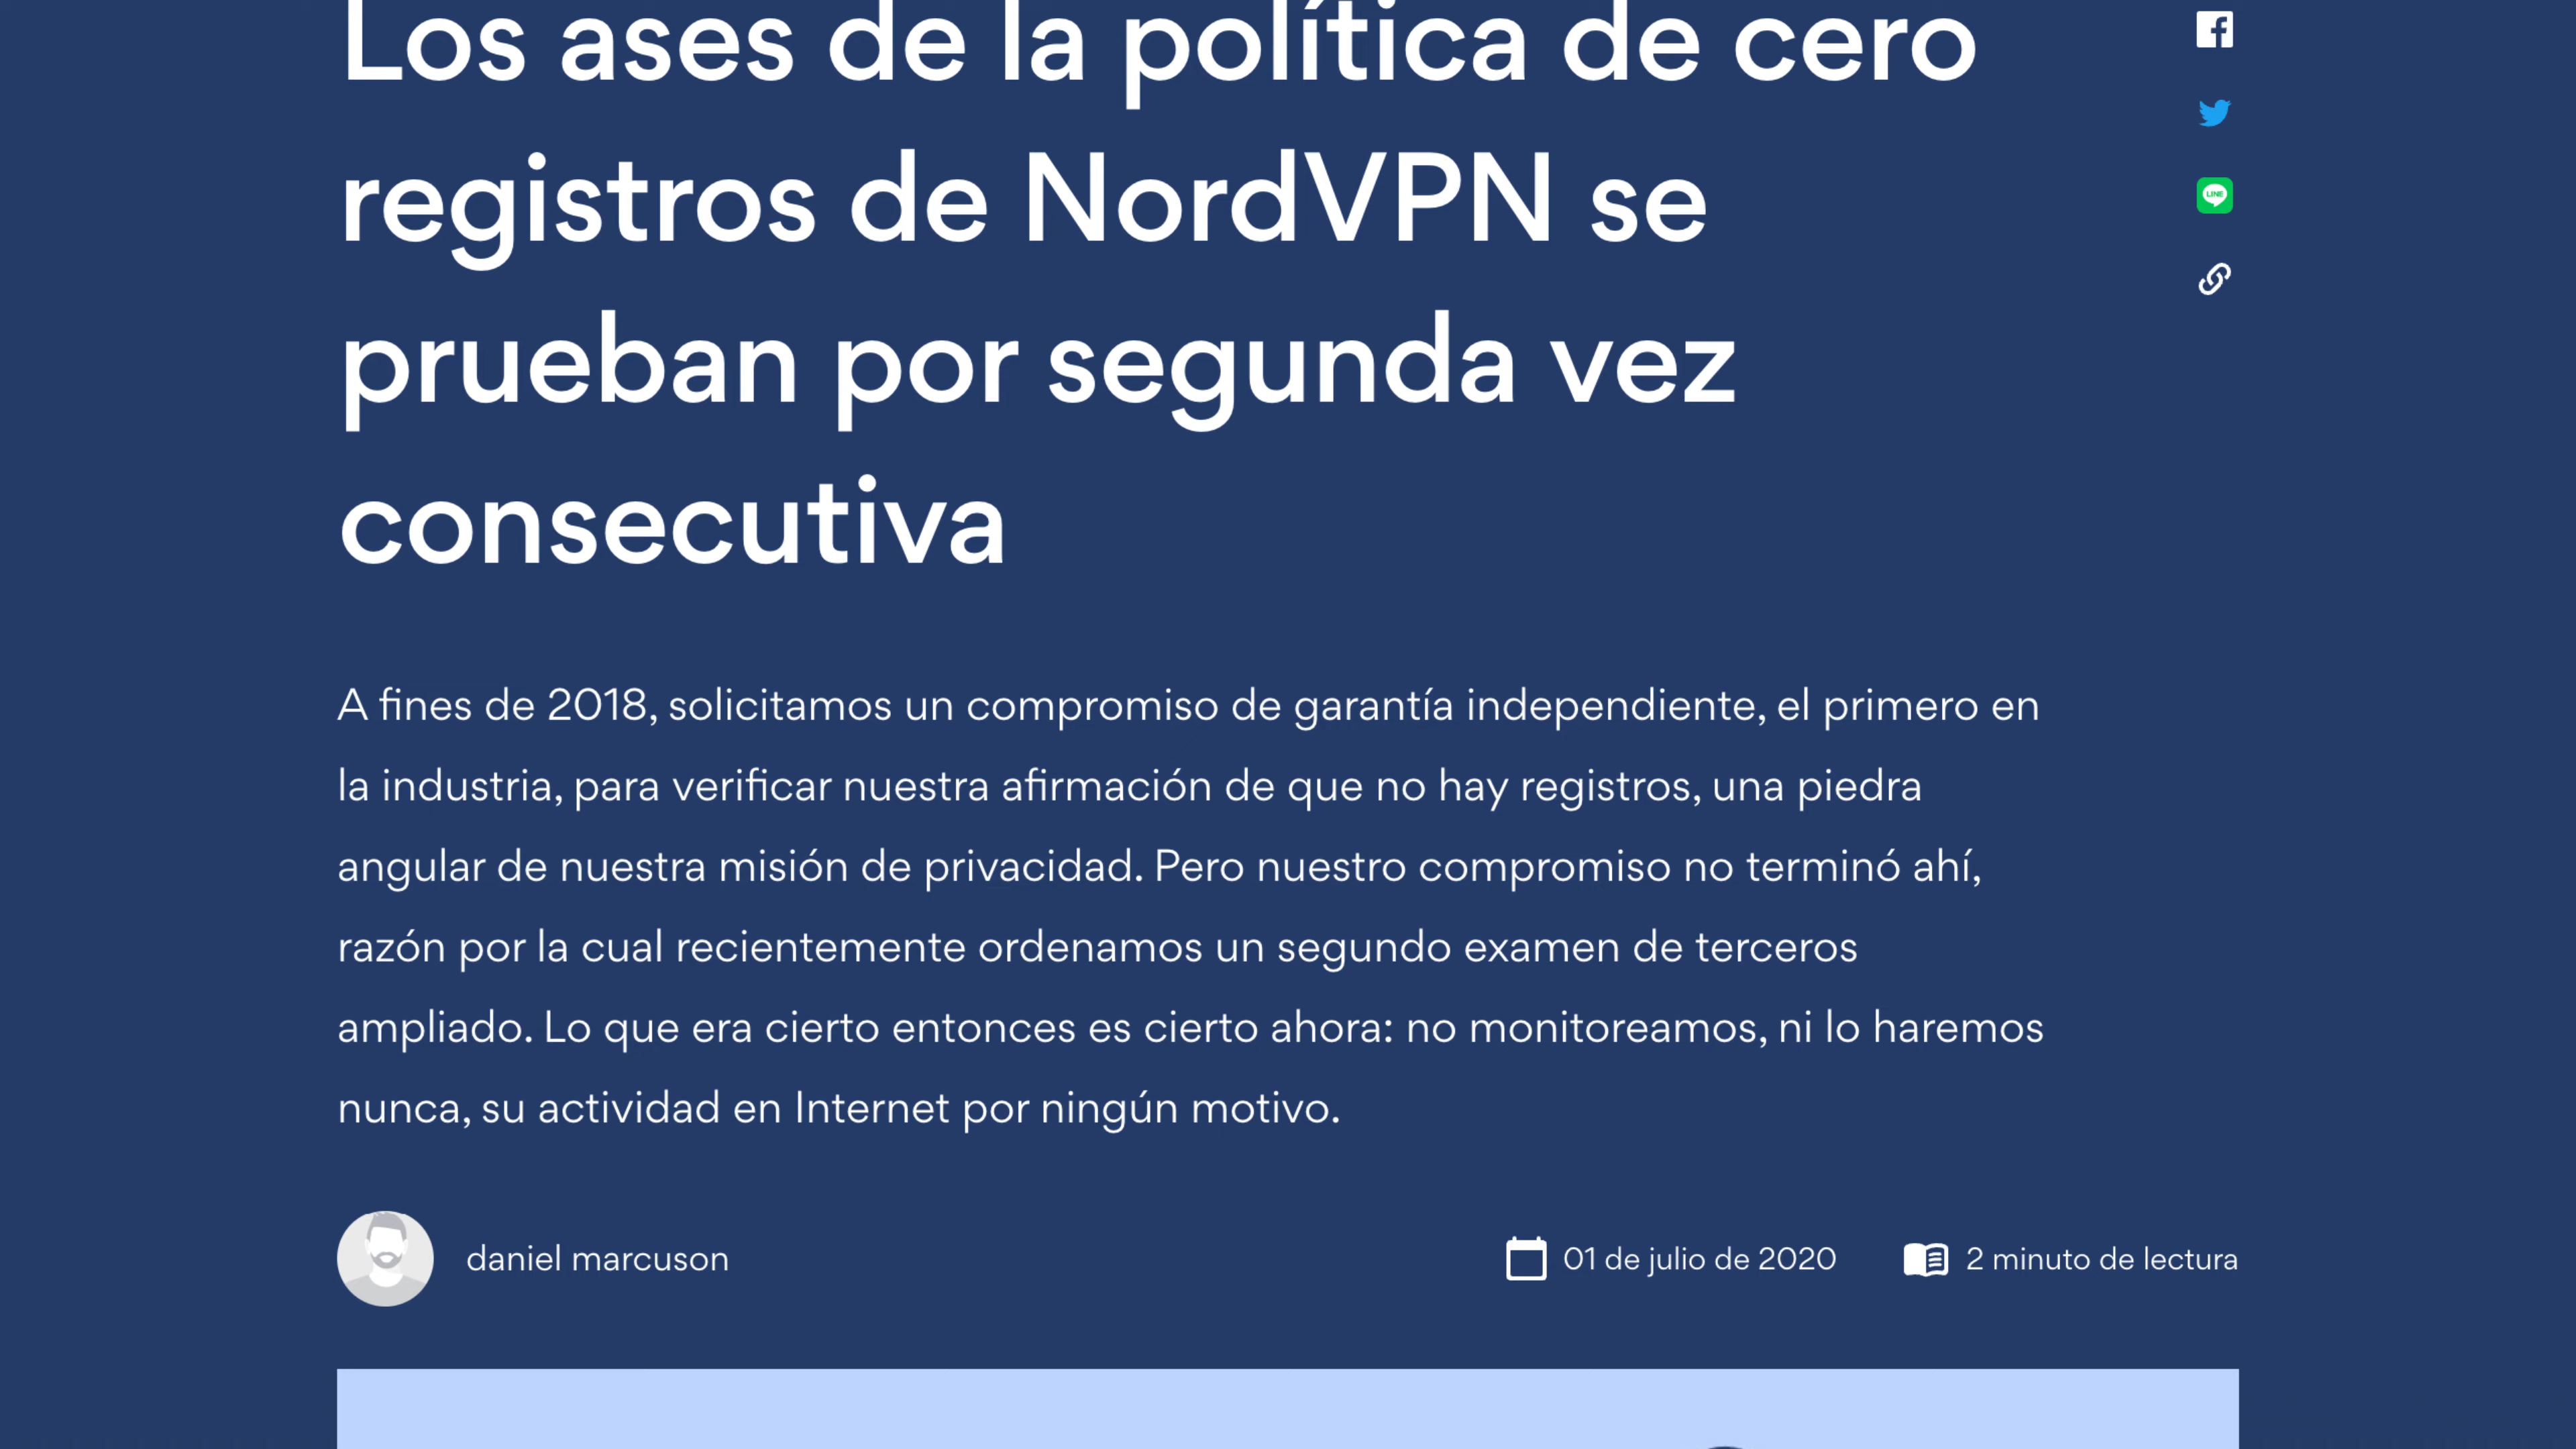 Los ases de la política de cero
registros de NordVPN se
prueban por segunda vez
consecutiva
A fines de 2018, solicitamos un compromiso de garantía independiente, el primero en
la industria, para verificar nuestra afirmación de que no hay registros, una piedra
angular de nuestra misión de privacidad. Pero nuestro compromiso no terminó ahí,
razón por la cual recientemente ordenamos un segundo examen de terceros
ampliado. Lo que era cierto entonces es cierto ahora: no monitoreamos, ni lo haremos
nunca, su actividad en Internet por ningún motivo.
daniel marcuson
01 de julio de 2020
2 minuto de lectura
LINE